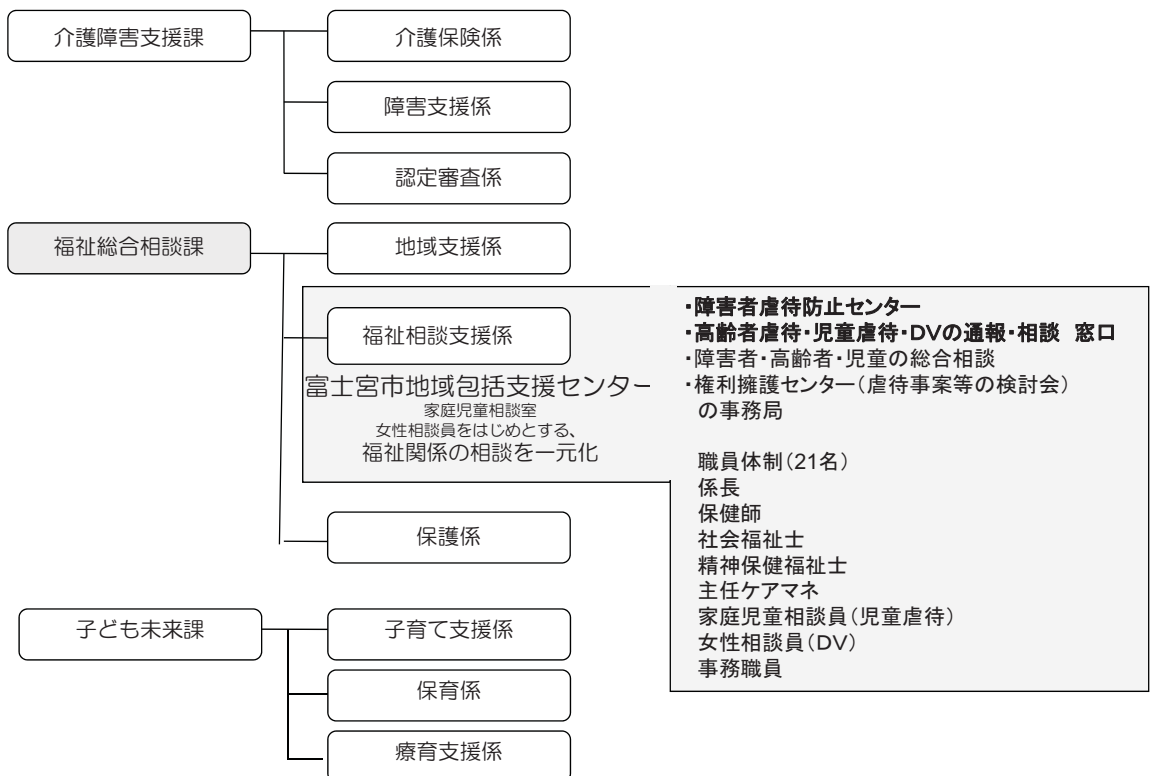 介護障害支援課
介護保険係
障害支援係
認定審査係
福祉総合相談課
地域支援係
福祉相談支援係
富士宮市地域包括支援センター
家庭児童相談室
女性相談員をはじめとする、
福祉関係の相談を一元化
・障害者虐待防止センター
・高齢者虐待・児童虐待・DVの通報・相談　窓口
・障害者・高齢者・児童の総合相談
・権利擁護センター（虐待事案等の検討会）
の事務局
職員体制（21名）
係長
保健師
社会福祉士
精神保健福祉士
主任ケアマネ
家庭児童相談員（児童虐待）
女性相談員（DV）
事務職員
保護係
子ども未来課
子育て支援係
保育係
療育支援係